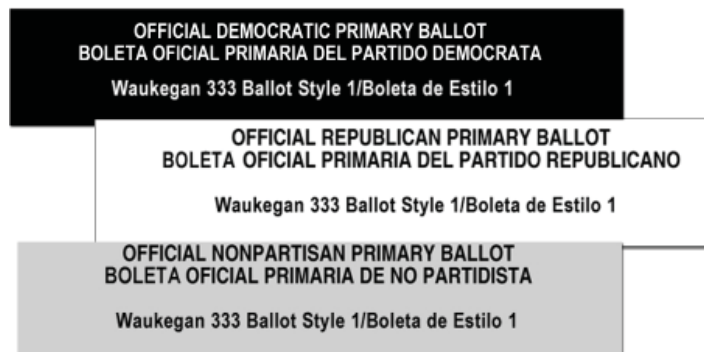 OFFICIAL DEMOCRATIC PRIMARY BALLOT
BOLETA OFICIAL PRIMARIA DEL PARTIDO DEMOCRATA
Waukegan 333 Ballot Style 1/Boleta de Estilo 1
OFFICIAL REPUBLICAN PRIMARY BALLOT
BOLETA OFICIAL PRIMARIA DEL PARTIDO REPUBLICANO
Waukegan 333 Ballot Style 1/Boleta de Estilo 1
OFFICIAL NONPARTISAN PRIMARY BALLOT
BOLETA OFICIAL PRIMARIA DE NO PARTIDISTA
Waukegan 333 Ballot Style 1/Boleta de Estilo 1